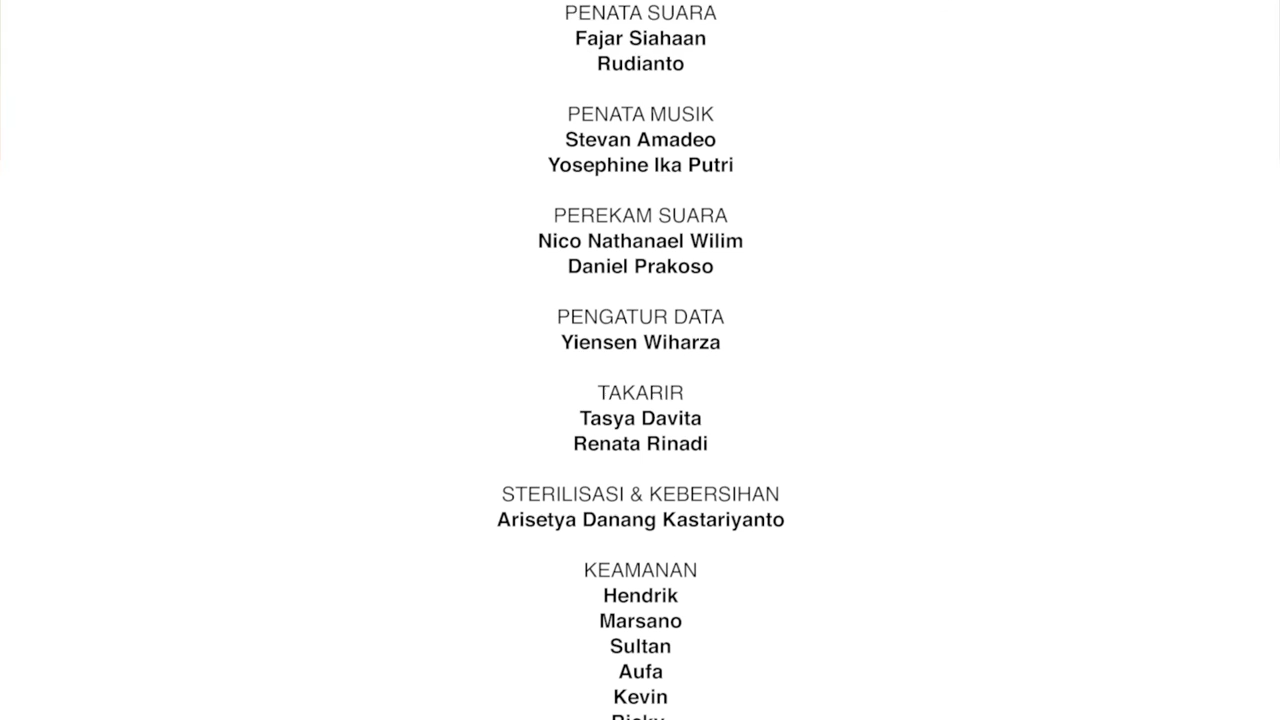 PENATA SUARA
Fajar Siahaan
Rudianto
PENATA MUSIK
Stevan Amadeo
Yosephine Ika Putri
PEREKAM SUARA
Nico Nathanael Wilim
Daniel Prakoso
PENGATUR DATA
Yiensen Wiharza
TAKARIR
Tasya Davita
Renata Rinadi
STERILISASI & KEBERSIHAN
Arisetya Danang Kastariyanto
KEAMANAN
Hendrik
Marsano
Sultan
Aufa
Kevin